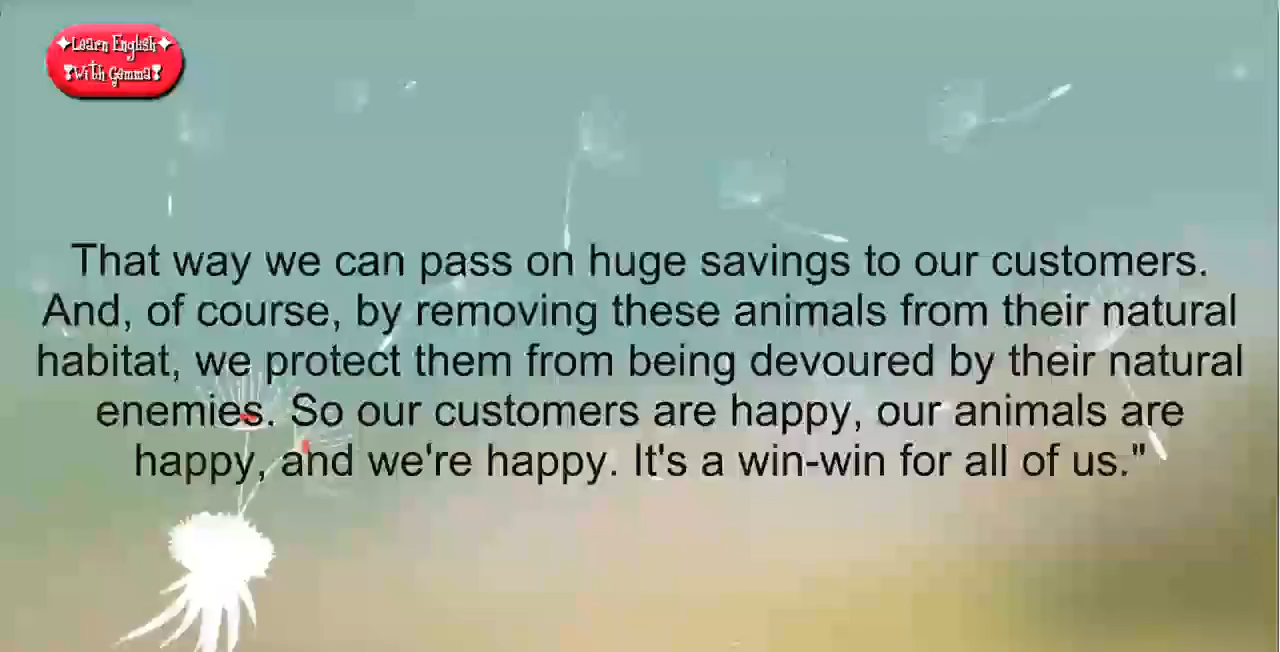 Learn English
With Gamma
That way we can pass on huge savings to our customers.
And, of course, by removing these animals from their natural
habitat, we protect them from being devoured by their natural
enemies. So our customers are happy, our animals are
happy, and we're happy. It's a win-win for all of us."